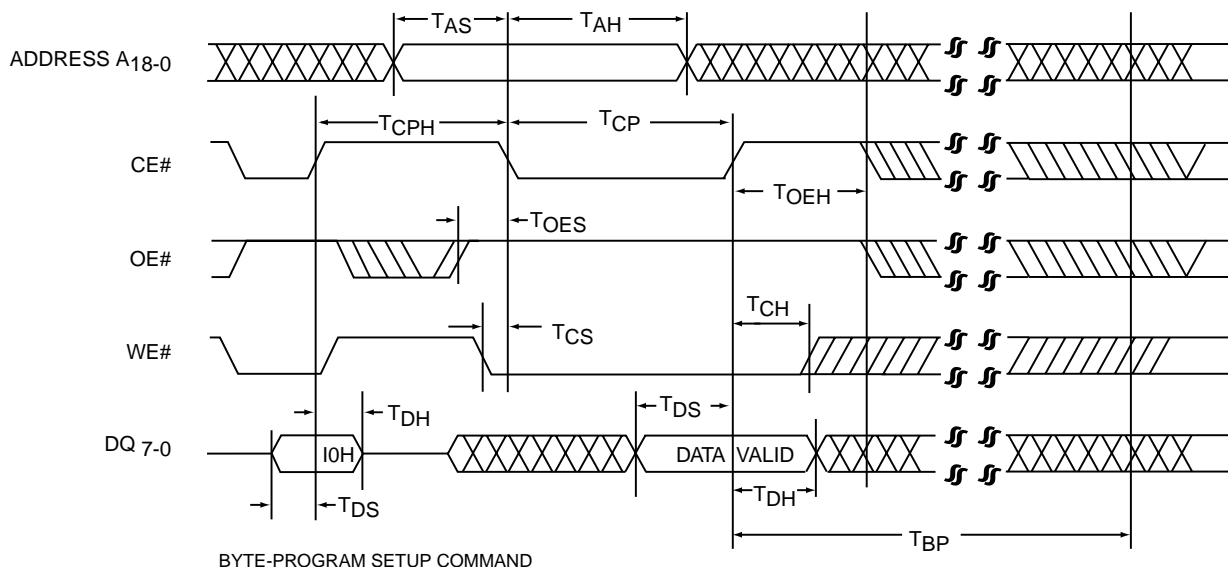 TAS TAH
ADDRESS A18-0
TCPH TCP
CE#
TOEH
TOES
OE#
TCH
TCS
WE#
TDH TDS
DQ 7-0
I0H DATA VALID
TDS TDH
TBP
BYTE-PROGRAM SETUP COMMAND